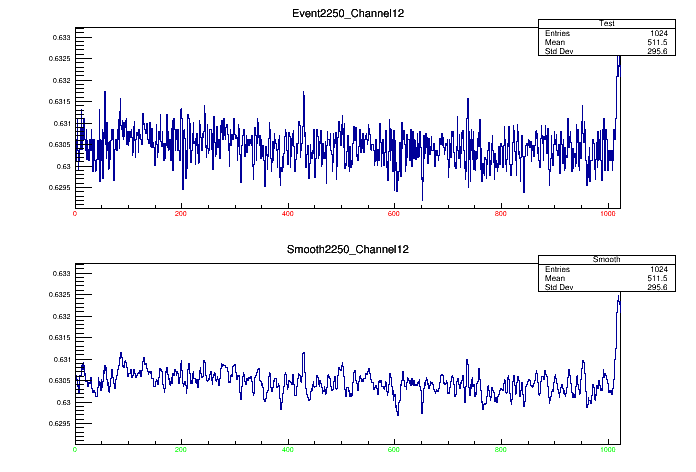 Event2250_Channel12
Test
Entries 1024
Mean 511.5
Std Dev 295.6
0.633
0.6325
0.632
0.6315
0.631
0.6305
0.63
0.6295
0 200 400 600 800 1000
Smooth2250_Channel12
Smooth
Entries 1024
Mean 511.5
Std Dev 295.6
0.633
0.6325
0.632
0.6315
0.631
0.6305
0.63
0.6295
0 200 400 600 800 1000